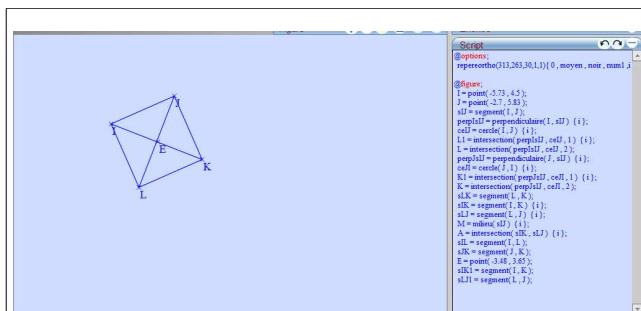 Script
@options;
repereortho(313,263,30,1,1){ 0 , moyen , noir , num1 ,i
@figure;
I = point( -5.73 , 4.5 );
J = point( -2.7 , 5.83 );
sIJ = segment( I , J );
perpIsIJ = perpendiculaire( I , sIJ ) { i };
ceIJ = cercle( I , J ) { i };
L1 = intersection( perpIsIJ , ceIJ , 1 ) { i };
L = intersection( perpIsIJ , ceIJ , 2 );
perpJsIJ = perpendiculaire( J , sIJ ) { i };
ceJI = cercle( J , I ) { i };
K1 = intersection( perpJsIJ , ceJI , 1 ) { i };
K = intersection( perpJsIJ , ceJI , 2 );
sLK = segment( L , K );
sIK = segment( I , K ) { i };
sLJ = segment( L , J ) { i };
M = milieu( sIJ ) { i };
A = intersection( sIK , sLJ ) { i };
sIL = segment( I , L );
sJK = segment( J , K );
E = point( -3.48 , 3.65 );
sIK1 = segment( I , K );
sLJ1 = segment( L , J );
J
I
E
K
L